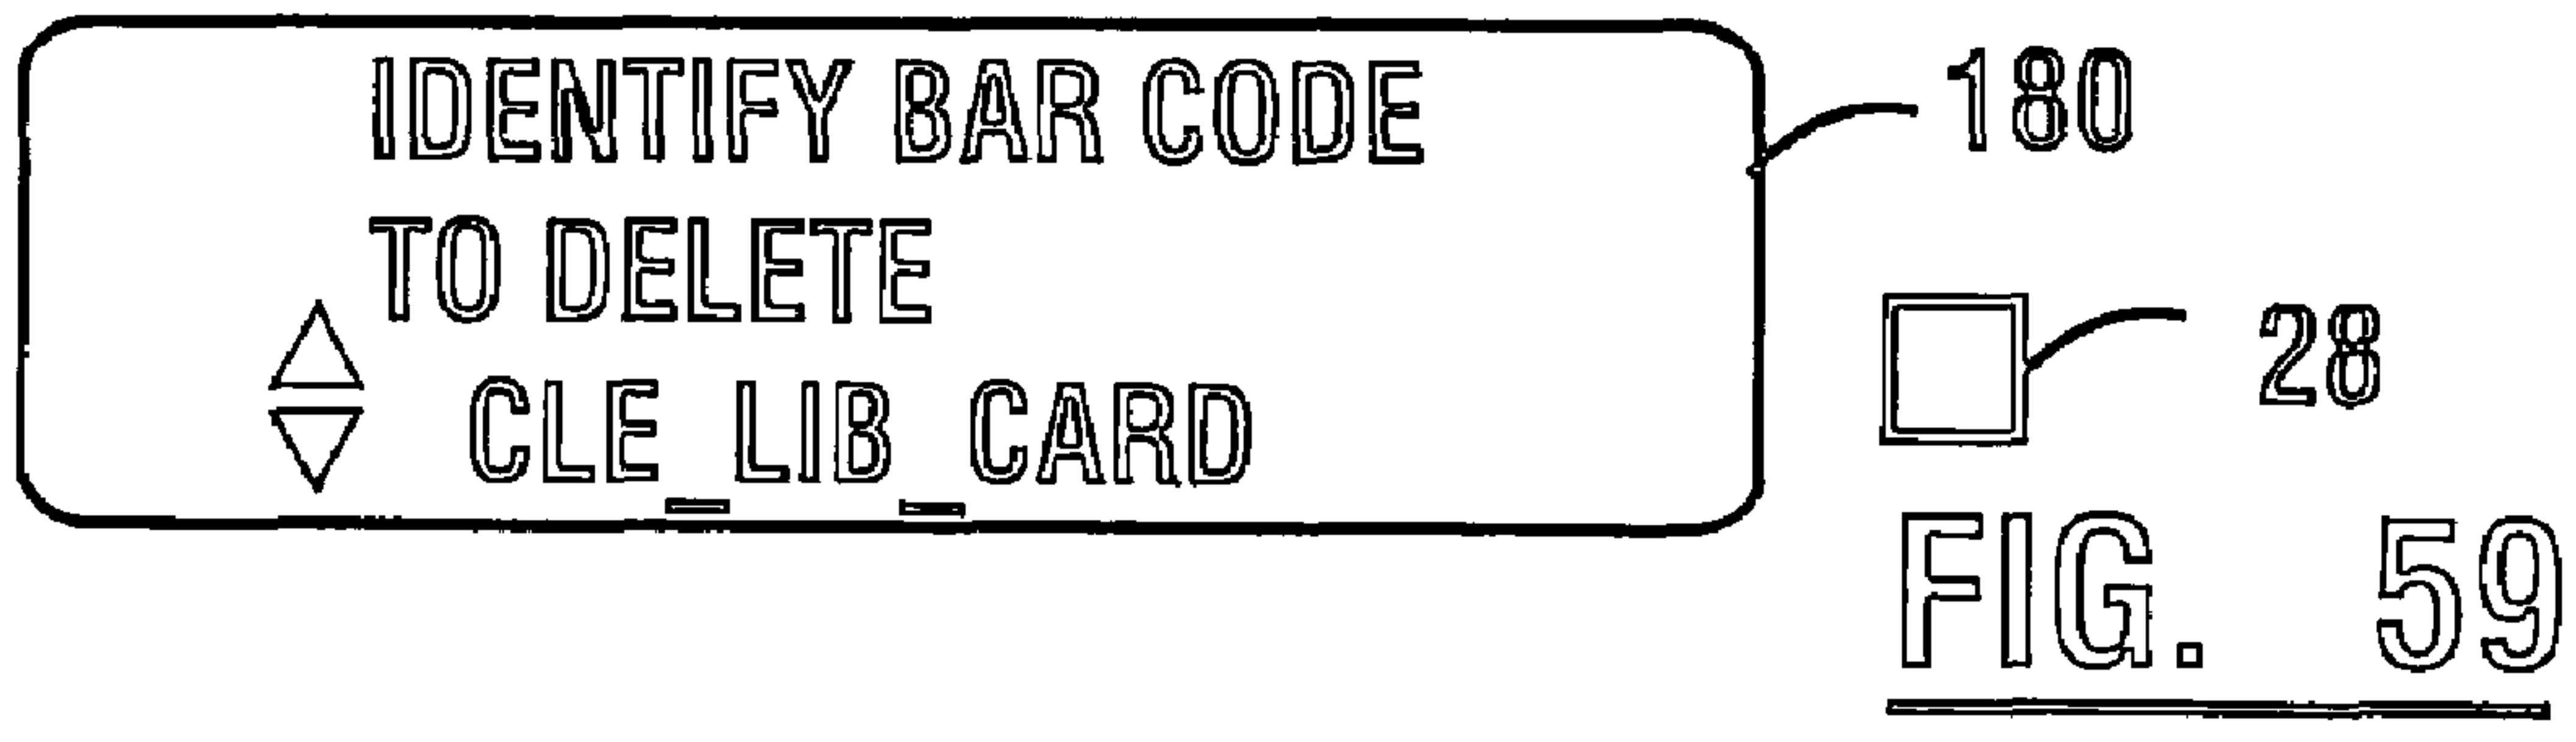 IDENTIFY BAR CODE
TO DELETE
CLE_LIB_CARD
180
28
FIG. 59